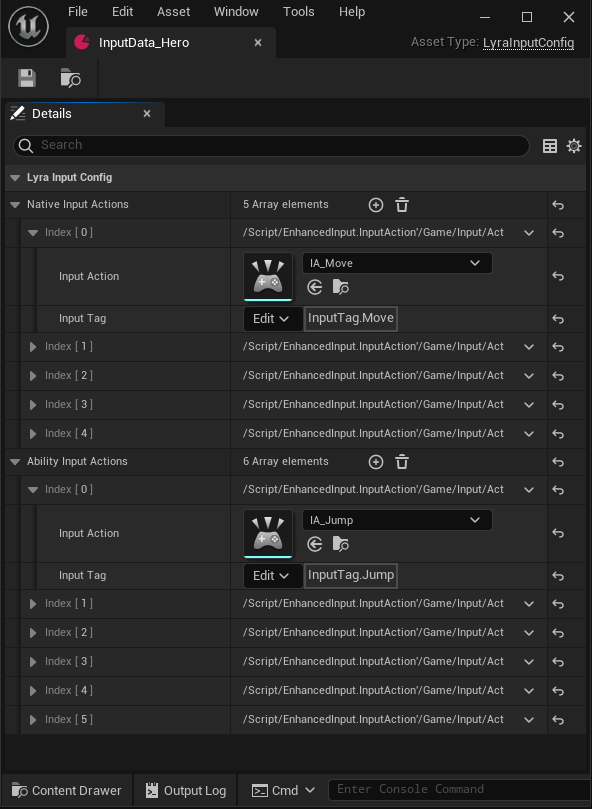 File Edit Asset Window Tools Help
InputData_Hero
Asset Type: LyraInputConfig
Details
Search
Lyra Input Config
Native Input Actions 5 Array elements
Index [ 0 ] /Script/EnhancedInput.InputAction'/Game/Input/Act
Input Action IA_Move
Input Tag Edit InputTag.Move
Index [ 1 ] /Script/EnhancedInput.InputAction'/Game/Input/Act
Index [ 2 ] /Script/EnhancedInput.InputAction'/Game/Input/Act
Index [ 3 ] /Script/EnhancedInput.InputAction'/Game/Input/Act
Index [ 4 ] /Script/EnhancedInput.InputAction'/Game/Input/Act
Ability Input Actions 6 Array elements
Index [ 0 ] /Script/EnhancedInput.InputAction'/Game/Input/Act
Input Action IA_Jump
Input Tag Edit InputTag.Jump
Index [ 1 ] /Script/EnhancedInput.InputAction'/Game/Input/Act
Index [ 2 ] /Script/EnhancedInput.InputAction'/Game/Input/Act
Index [ 3 ] /Script/EnhancedInput.InputAction'/Game/Input/Act
Index [ 4 ] /Script/EnhancedInput.InputAction'/Game/Input/Act
Index [ 5 ] /Script/EnhancedInput.InputAction'/Game/Input/Act
Content Drawer Output Log Cmd Enter Console Command